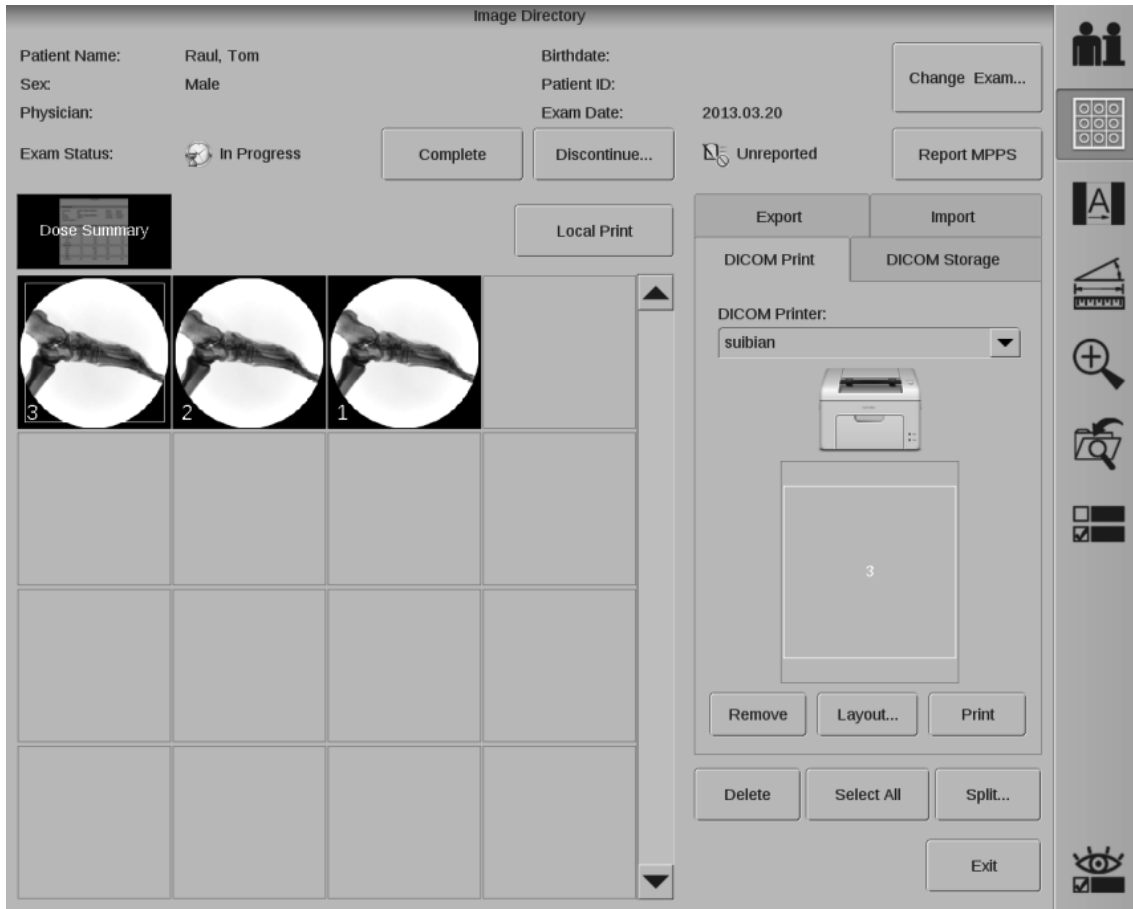 Image Directory
Patient Name: Raul, Tom Birthdate:
Sex: Male Patient ID:
Change Exam...
Physician: Exam Date: 2013.03.20
Exam Status: In Progress Complete Discontinue... Unreported Report MPPS
Dose Summary
Local Print
Export Import
DICOM Print DICOM Storage
DICOM Printer:
suibian
3 2 1
3
Remove Layout... Print
Delete Select All Split...
Exit
A